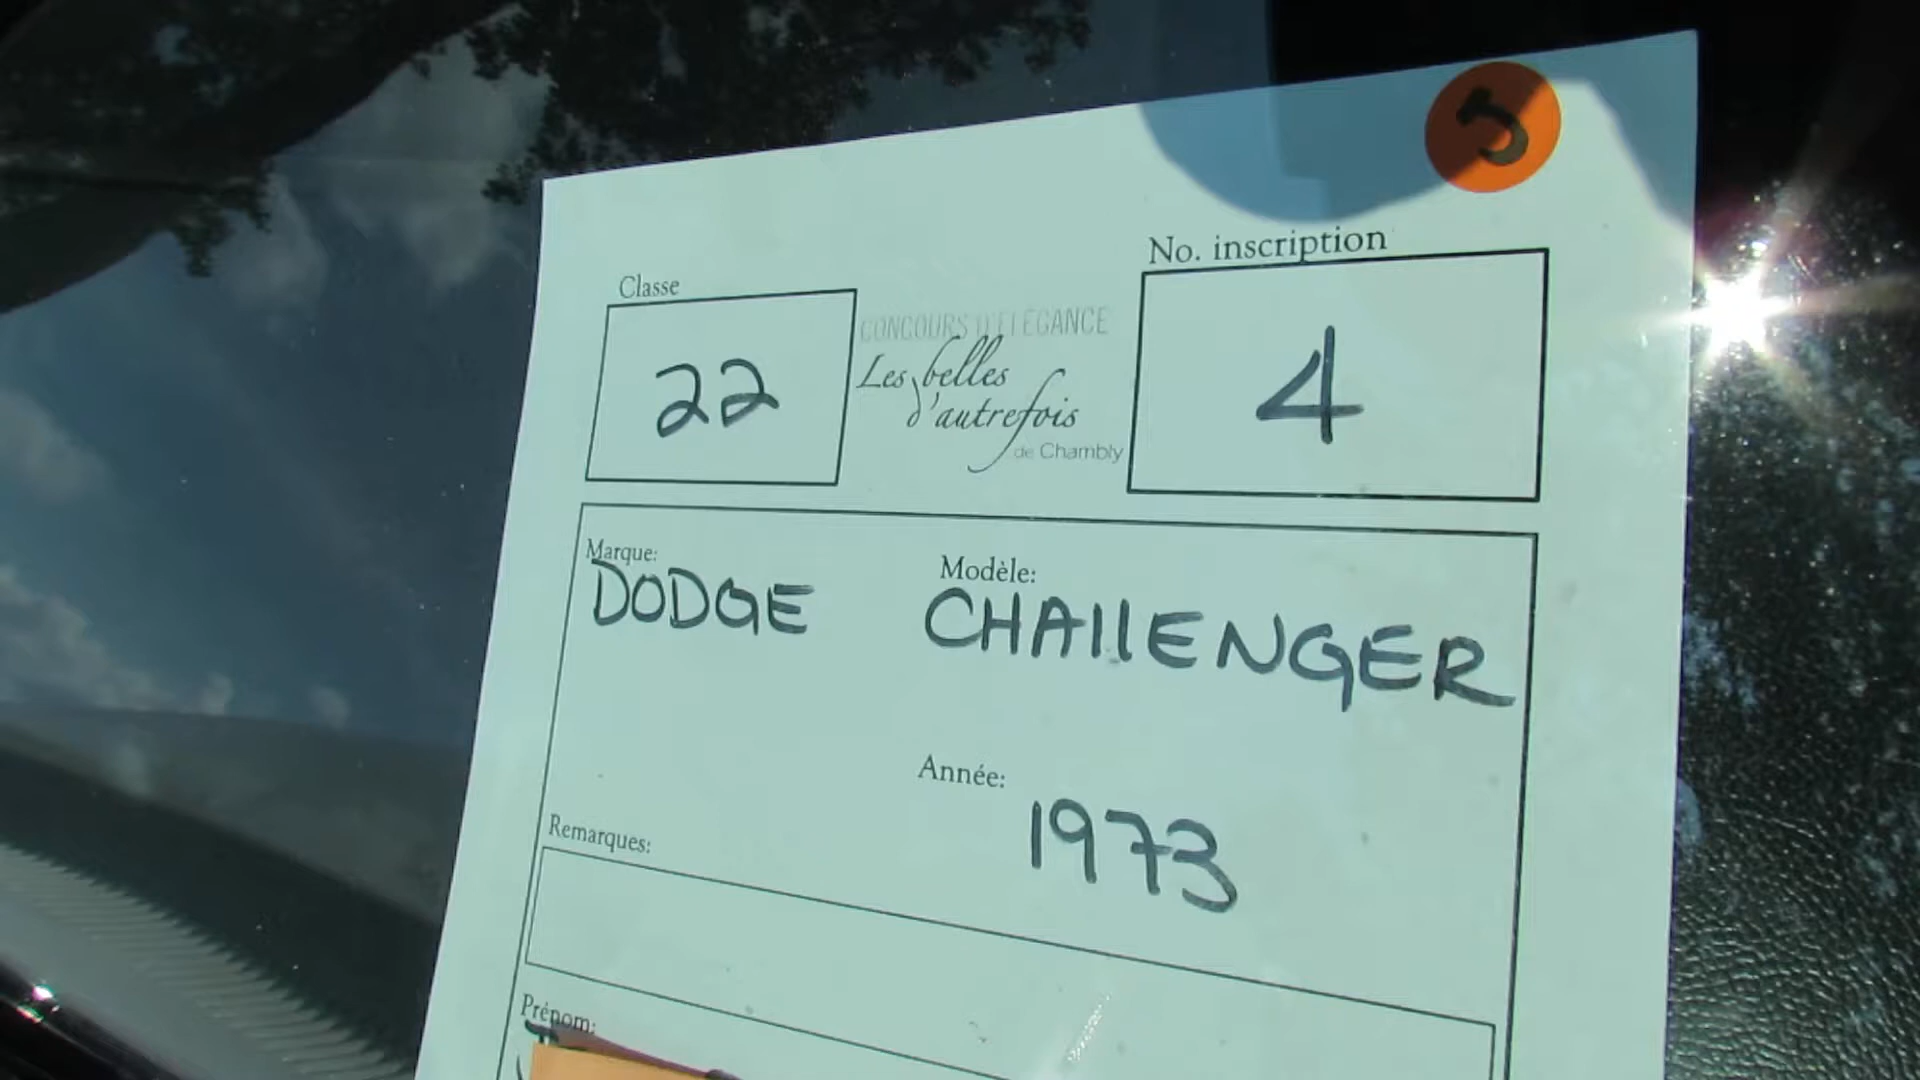 J
No. inscription
Classe
22
CONCOURS D'ÉLÉGANCE
Les belles
d'autrefois
de Chambly
4
Marque:
DODGE
Modèle:
CHAllENGER
Année:
1973
Remarques:
Prénom: